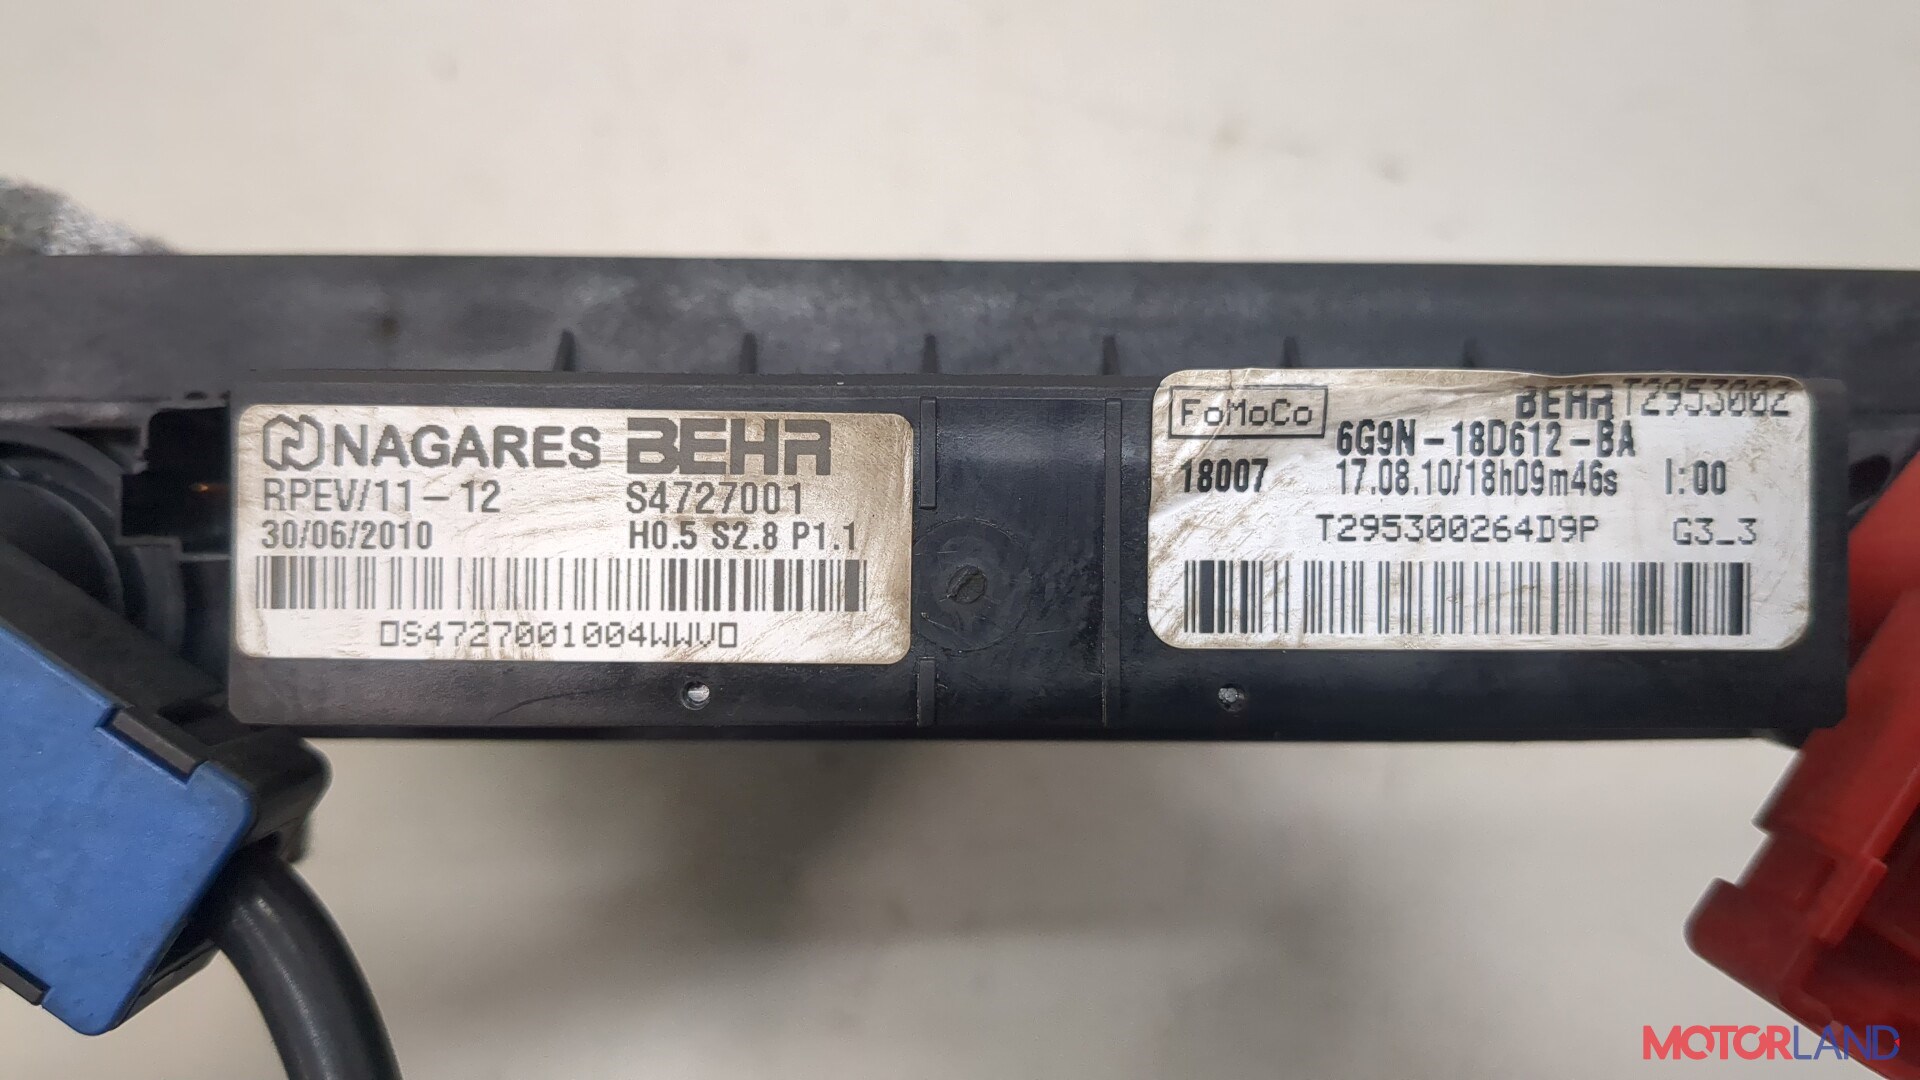 NAGARES BEHR
RPEV/11-12 S4727001
30/06/2010 H0.5 S2.8 P1.1
▯S4727001004WWV▯
FoMoCo BEHR T2953002
6G9N-18D612-BA
18007 17.08.10/18h09m46s I:00
T295300264D9P G3_3
MOTORLAND